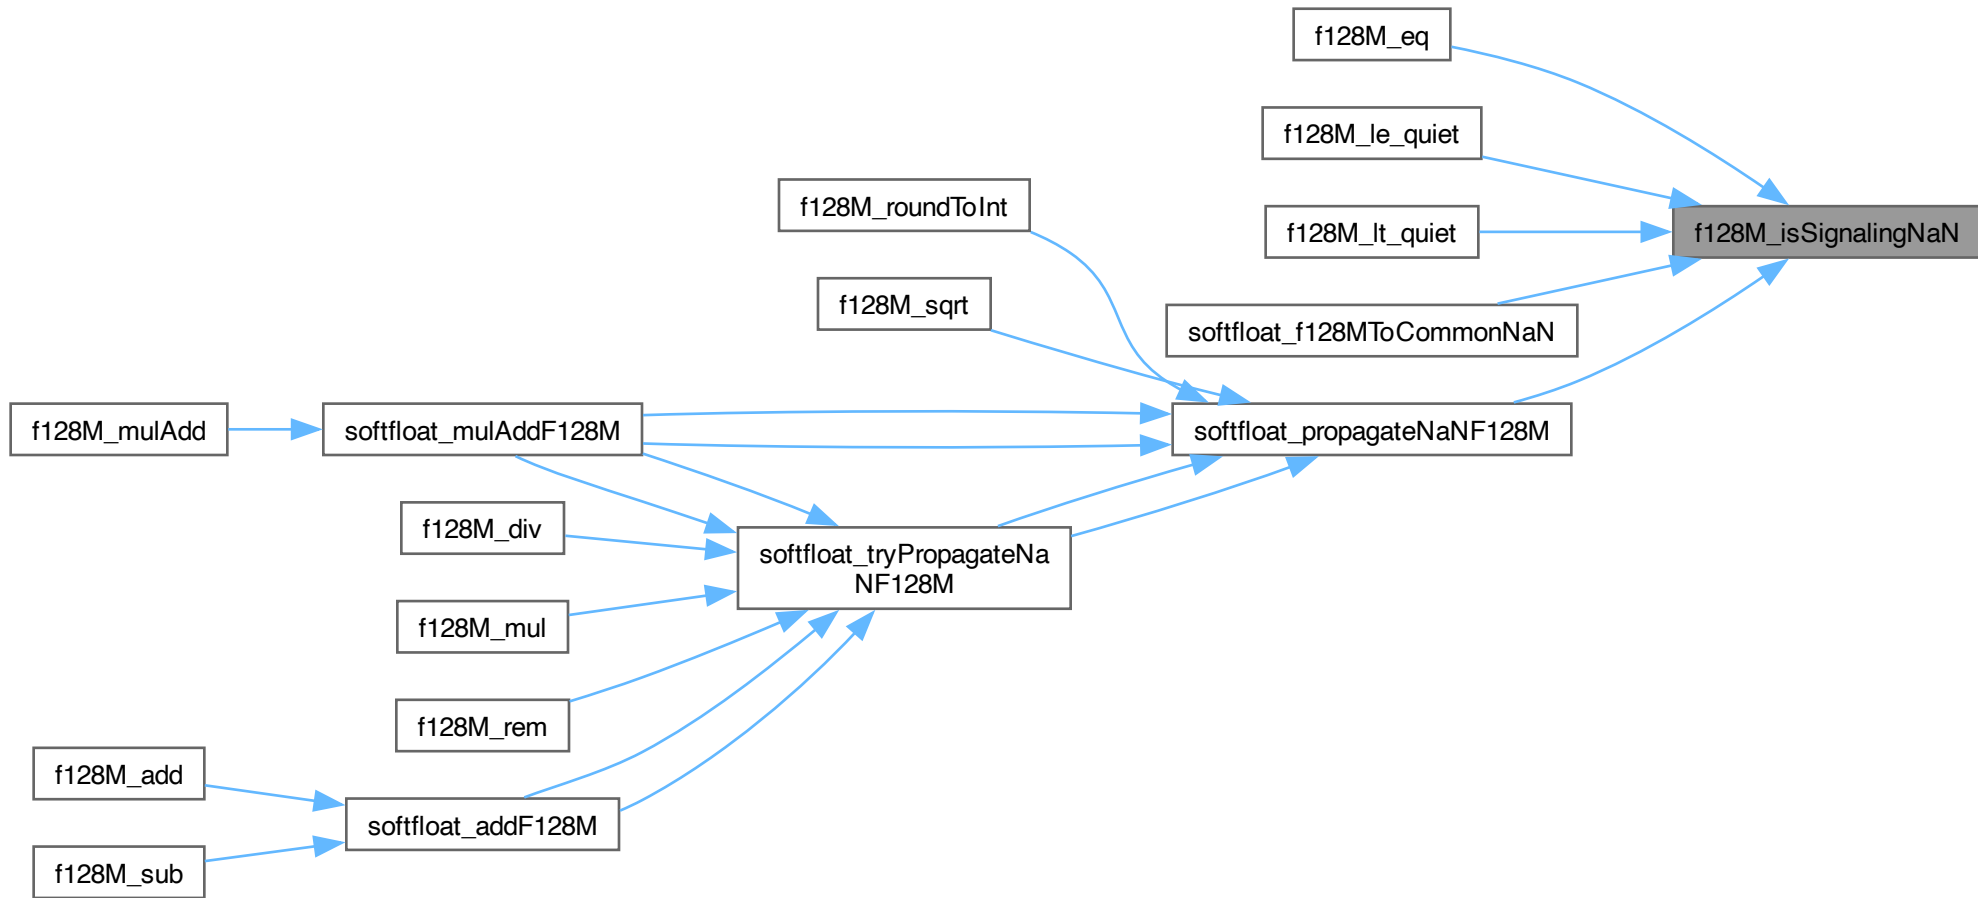 f128M_eq
f128M_le_quiet
f128M_roundToInt
f128M_lt_quiet
f128M_isSignalingNaN
f128M_sqrt
softfloat_f128MToCommonNaN
f128M_mulAdd
softfloat_mulAddF128M
softfloat_propagateNaNF128M
f128M_div
softfloat_tryPropagateNa
NF128M
f128M_mul
f128M_rem
f128M_add
softfloat_addF128M
f128M_sub